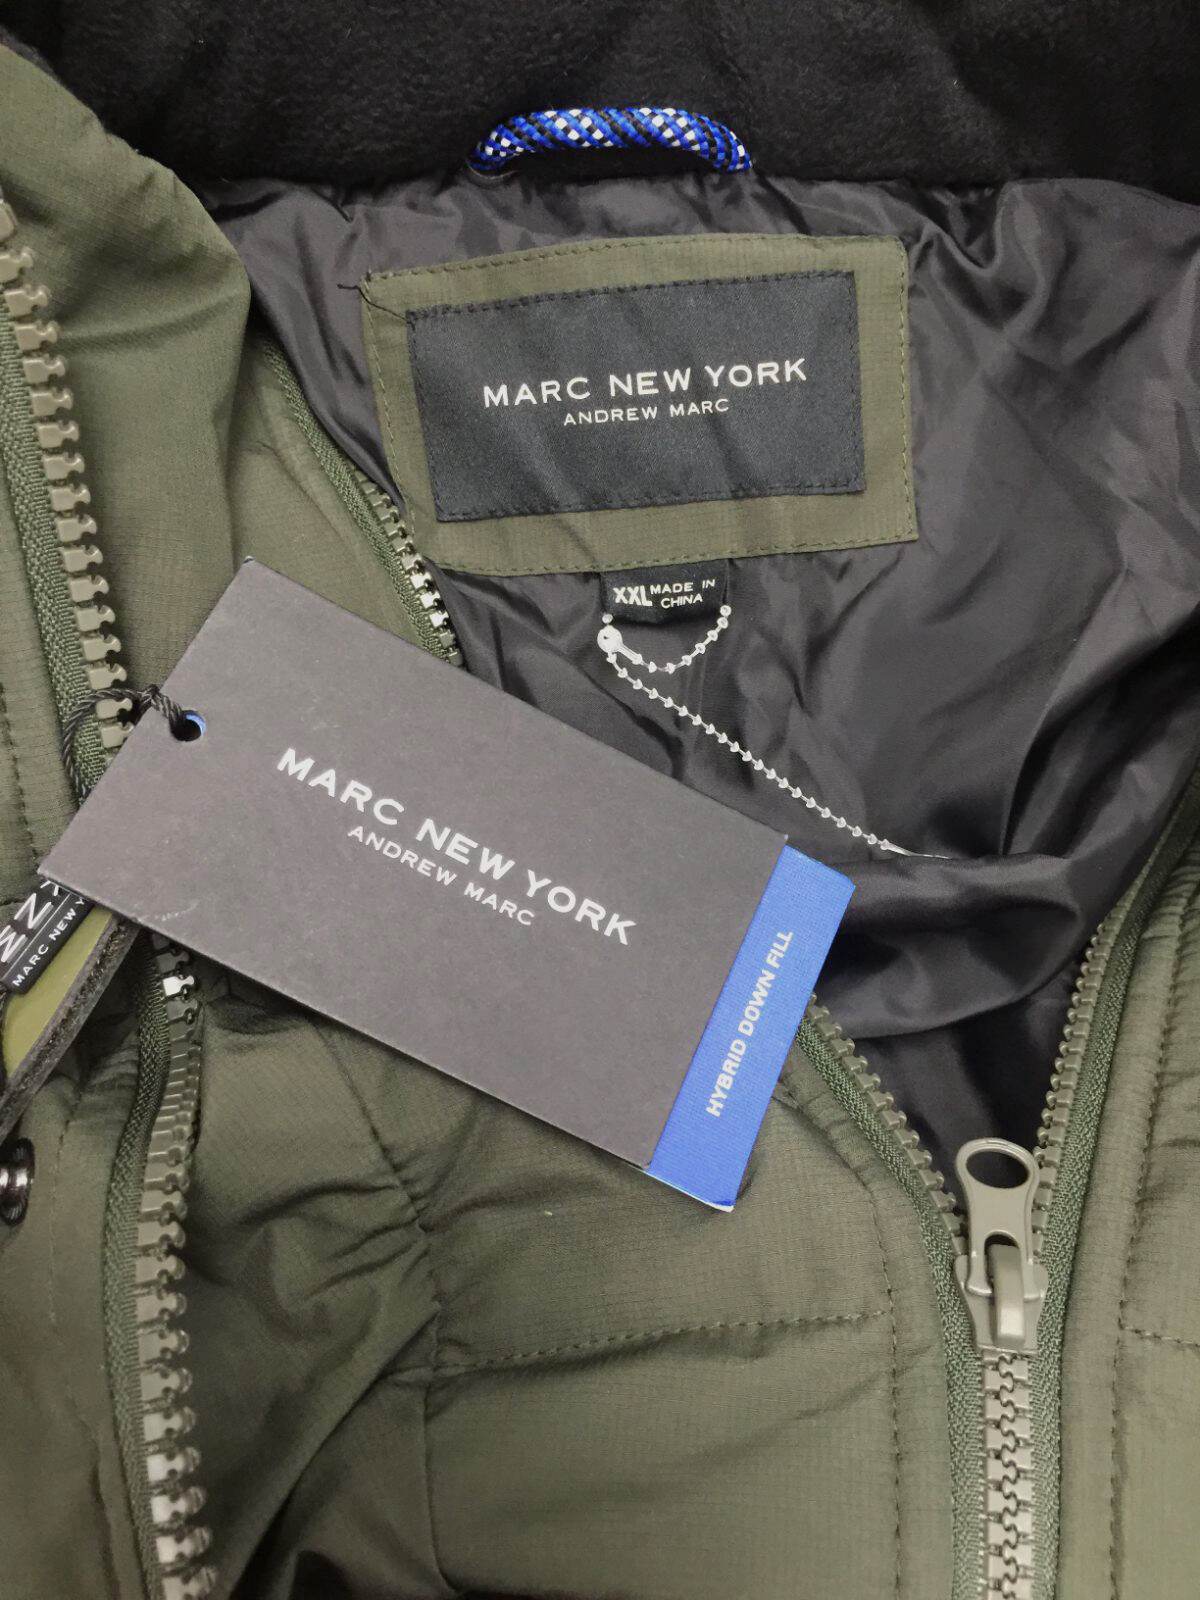 MARC NEW YORK
ANDREW MARC
XXL MADE IN
CHINA
MARC NEW YORK
ANDREW MARC
HYBRID DOWN FILL
MARC NEW